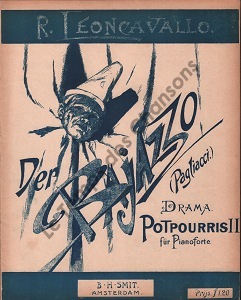 R. LEONCAVALLO.
Der
BAJAZZO
(Pagliacci.)
DRAMA
POTPOURRIS II
für Pianoforte
B.H. SMIT.
AMSTERDAM.